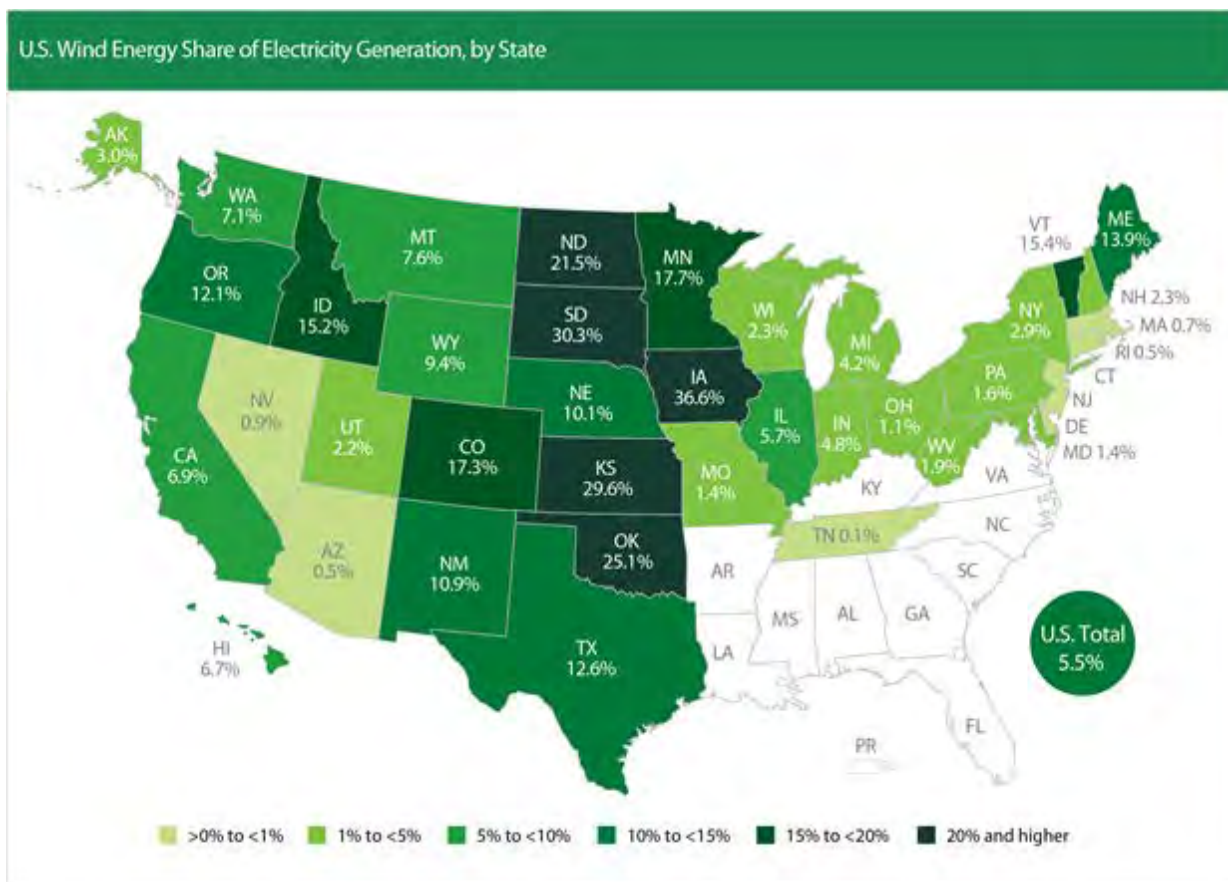 U.S. Wind Energy Share of Electricity Generation, by State
AK
3.0%
WA
7.1%
MT
7.6%
ND
21.5%
MN
17.7%
VT
15.4%
ME
13.9%
OR
12.1%
ID
15.2%
SD
30.3%
WI
2.3%
MI
4.2%
NY
2.9%
NH 2.3%
MA 0.7%
RI 0.5%
CT
WY
9.4%
NE
10.1%
IA
36.6%
IL
5.7%
IN
4.8%
OH
1.1%
PA
1.6%
NJ
DE
MD 1.4%
NV
0.9%
UT
2.2%
CO
17.3%
CA
6.9%
KS
29.6%
MO
1.4%
WV
1.9%
KY
VA
AZ
0.5%
NM
10.9%
OK
25.1%
AR
TN 0.1%
NC
SC
MS
AL
GA
HI
6.7%
TX
12.6%
LA
U.S. Total
5.5%
FL
PR
>0% to <1%
1% to <5%
5% to <10%
10% to <15%
15% to <20%
20% and higher